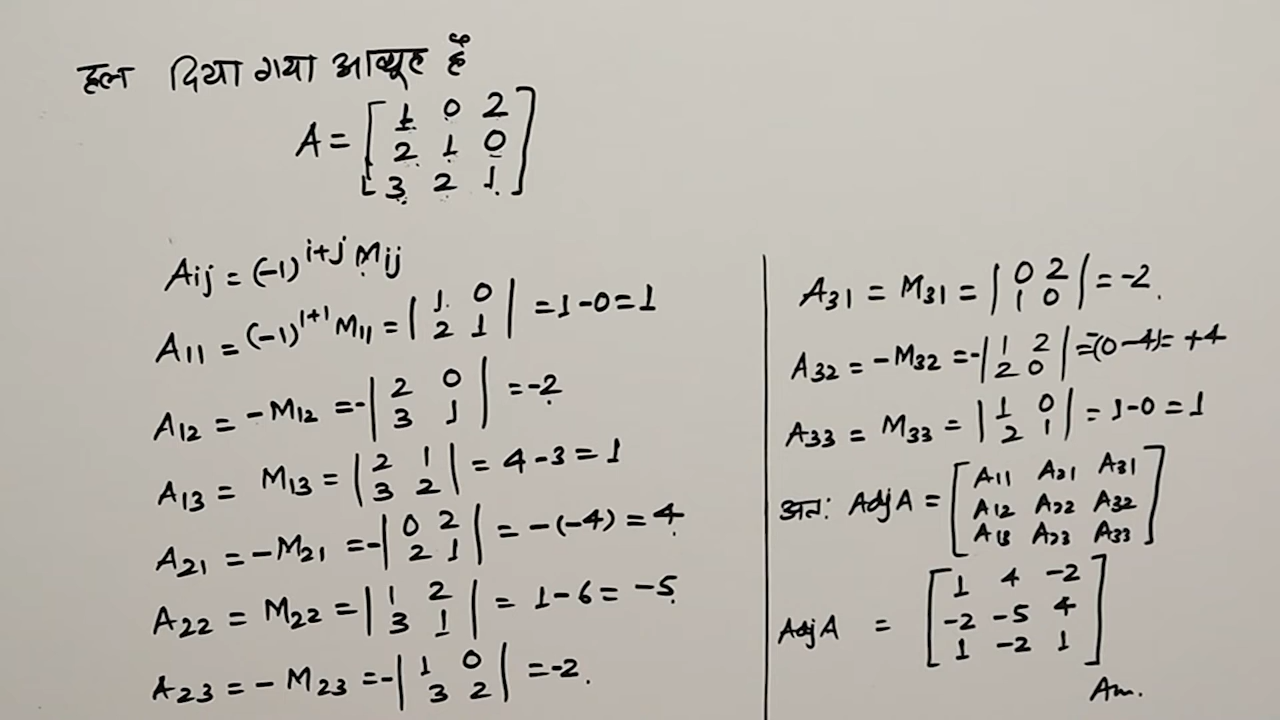 हल दिया गया आव्यूह है
A = [ 1 0 2
2 1 0
3 2 1 ]
Aij = (-1)^i+j Mij
A11 = (-1)^1+1 M11 = | 1 0 | = 1-0 = 1
| 2 1 |
A12 = -M12 = -| 2 0 | = -2
| 3 1 |
A13 = M13 = | 2 1 | = 4-3 = 1
| 3 2 |
A21 = -M21 = -| 0 2 | = -(-4) = 4
| 2 1 |
A22 = M22 = | 1 2 | = 1-6 = -5
| 3 1 |
A23 = -M23 = -| 1 0 | = -2.
| 3 2 |
A31 = M31 = | 0 2 | = -2.
| 1 0 |
A32 = -M32 = -| 1 2 | = -(0-4) = +4
| 2 0 |
A33 = M33 = | 1 0 | = 1-0 = 1
| 2 1 |
अतः Adj A = [ A11 A21 A31
A12 A22 A32
A13 A23 A33 ]
Adj A = [ 1 4 -2
-2 -5 4
1 -2 1 ]
Am.